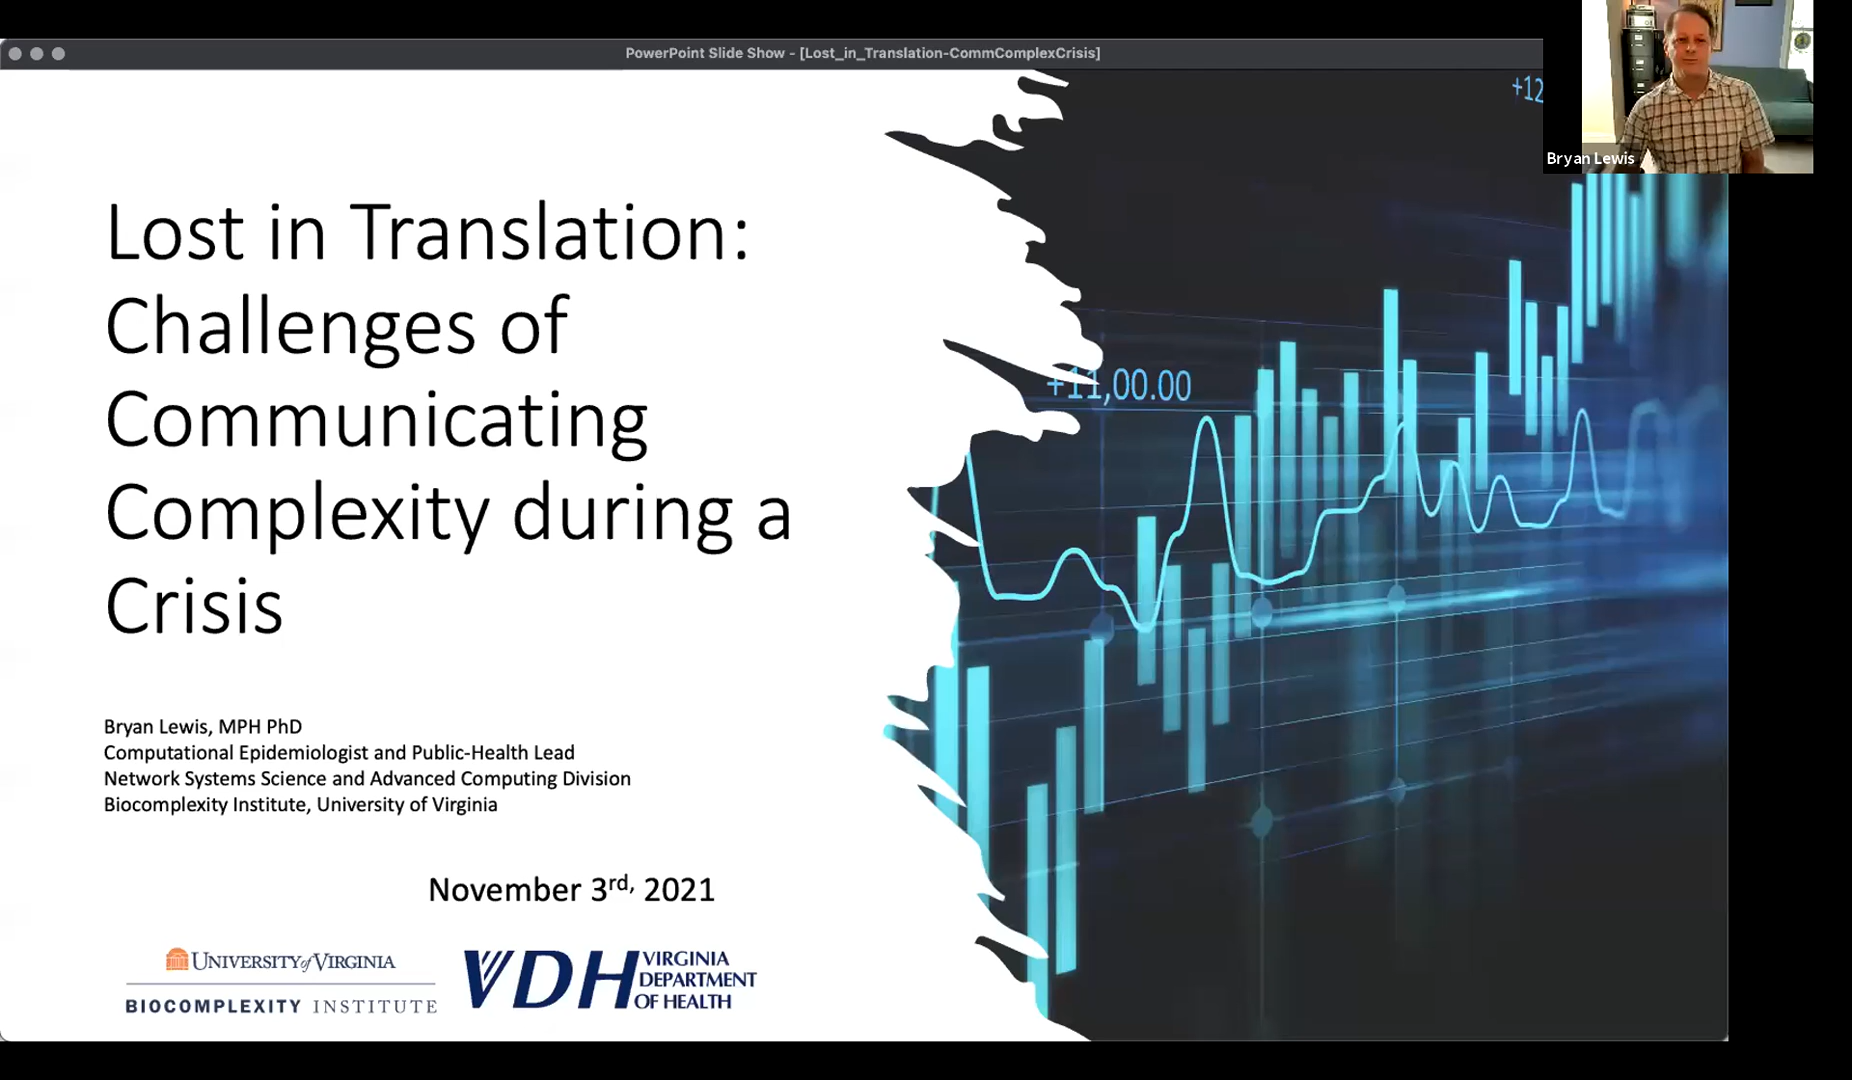 PowerPoint Slide Show - [Lost_in_Translation-CommComplexCrisis]
+12
Bryan Lewis
Lost in Translation:
Challenges of
Communicating
Complexity during a
Crisis
+11,00.00
Bryan Lewis, MPH PhD
Computational Epidemiologist and Public-Health Lead
Network Systems Science and Advanced Computing Division
Biocomplexity Institute, University of Virginia
November 3rd, 2021
UNIVERSITY of VIRGINIA
BIOCOMPLEXITY INSTITUTE
VDH VIRGINIA
DEPARTMENT
OF HEALTH